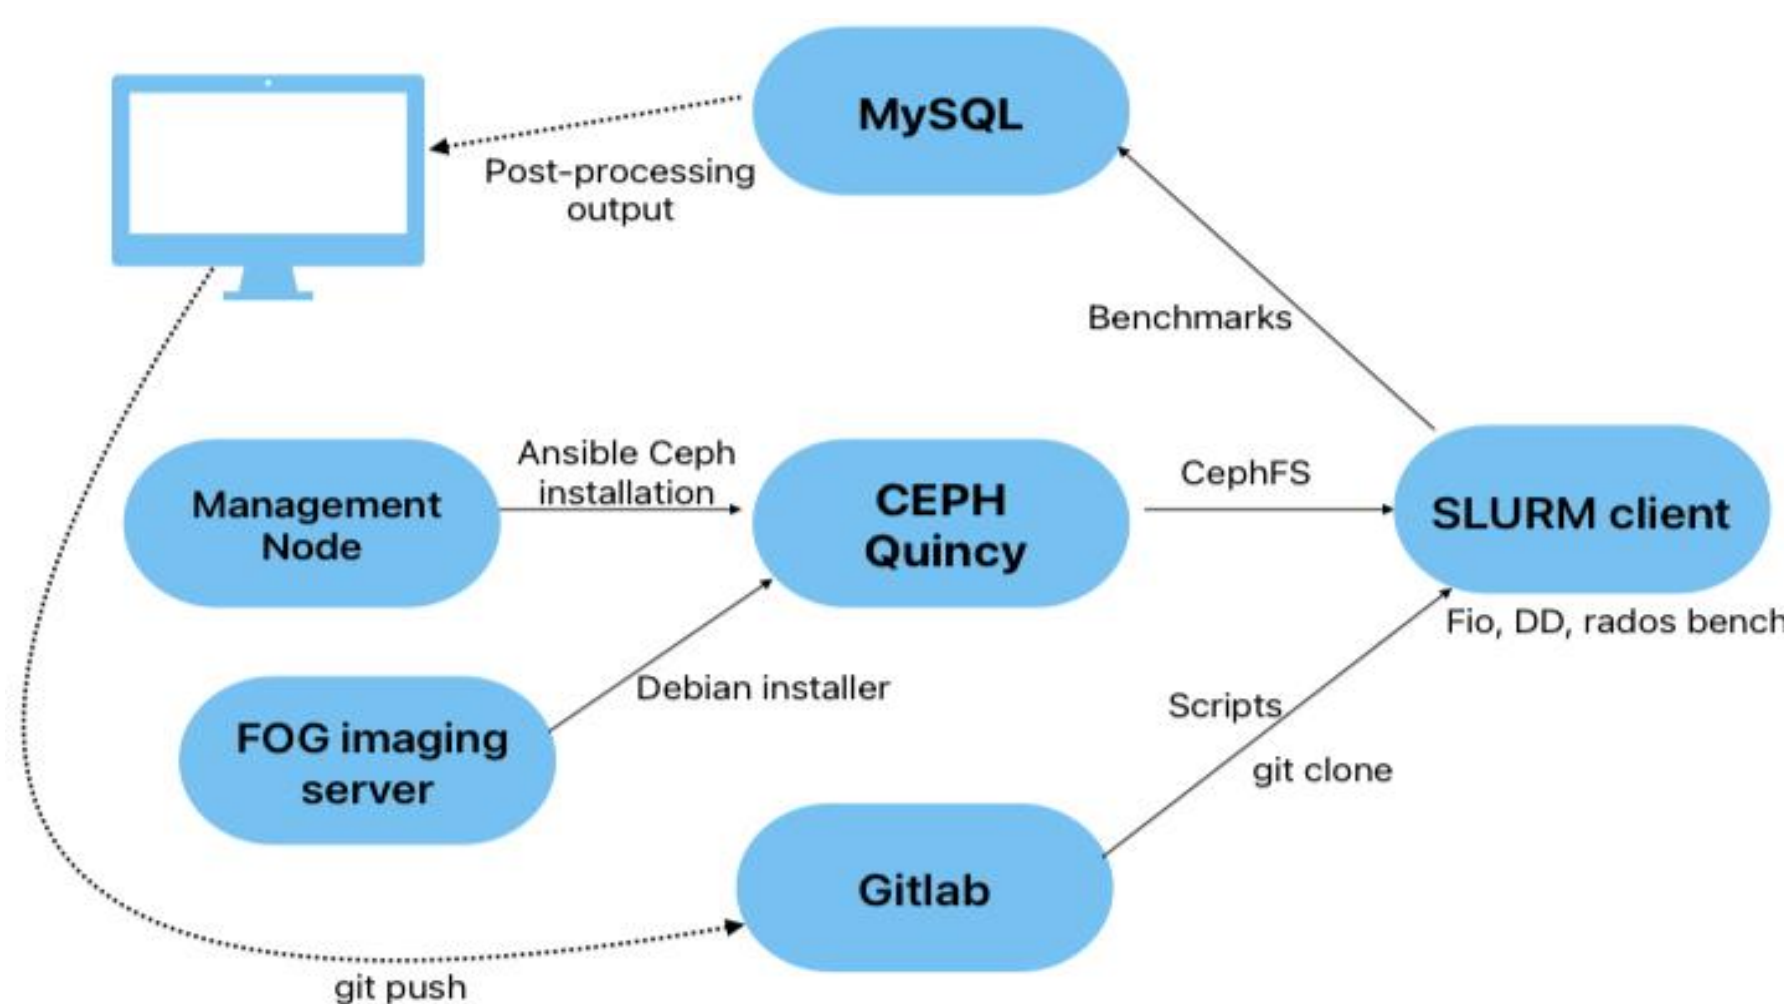 MySQL
Post-processing
output
Benchmarks
Management
Node
Ansible Ceph
installation
CEPH
Quincy
CephFS
SLURM client
Fio, DD, rados bench
FOG imaging
server
Debian installer
Scripts
git clone
Gitlab
git push